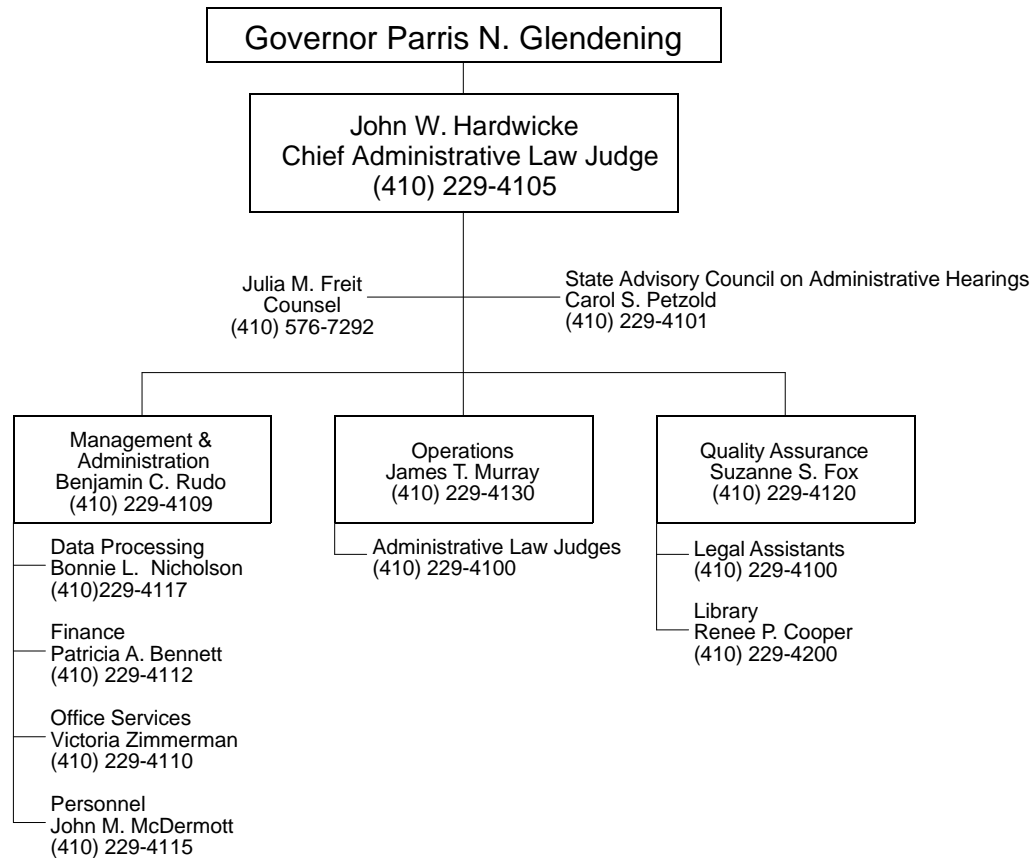 Governor Parris N. Glendening
John W. Hardwicke
Chief Administrative Law Judge
(410) 229-4105
Julia M. Freit
Counsel
(410) 576-7292
State Advisory Council on Administrative Hearings
Carol S. Petzold
(410) 229-4101
Management &
Administration
Benjamin C. Rudo
(410) 229-4109
Data Processing
Bonnie L.  Nicholson
(410)229-4117
Finance
Patricia A. Bennett
(410) 229-4112
Office Services
Victoria Zimmerman
(410) 229-4110
Personnel
John M. McDermott
(410) 229-4115
Operations
James T. Murray
(410) 229-4130
Administrative Law Judges
(410) 229-4100
Quality Assurance
Suzanne S. Fox
(410) 229-4120
Legal Assistants
(410) 229-4100
Library
Renee P. Cooper
(410) 229-4200